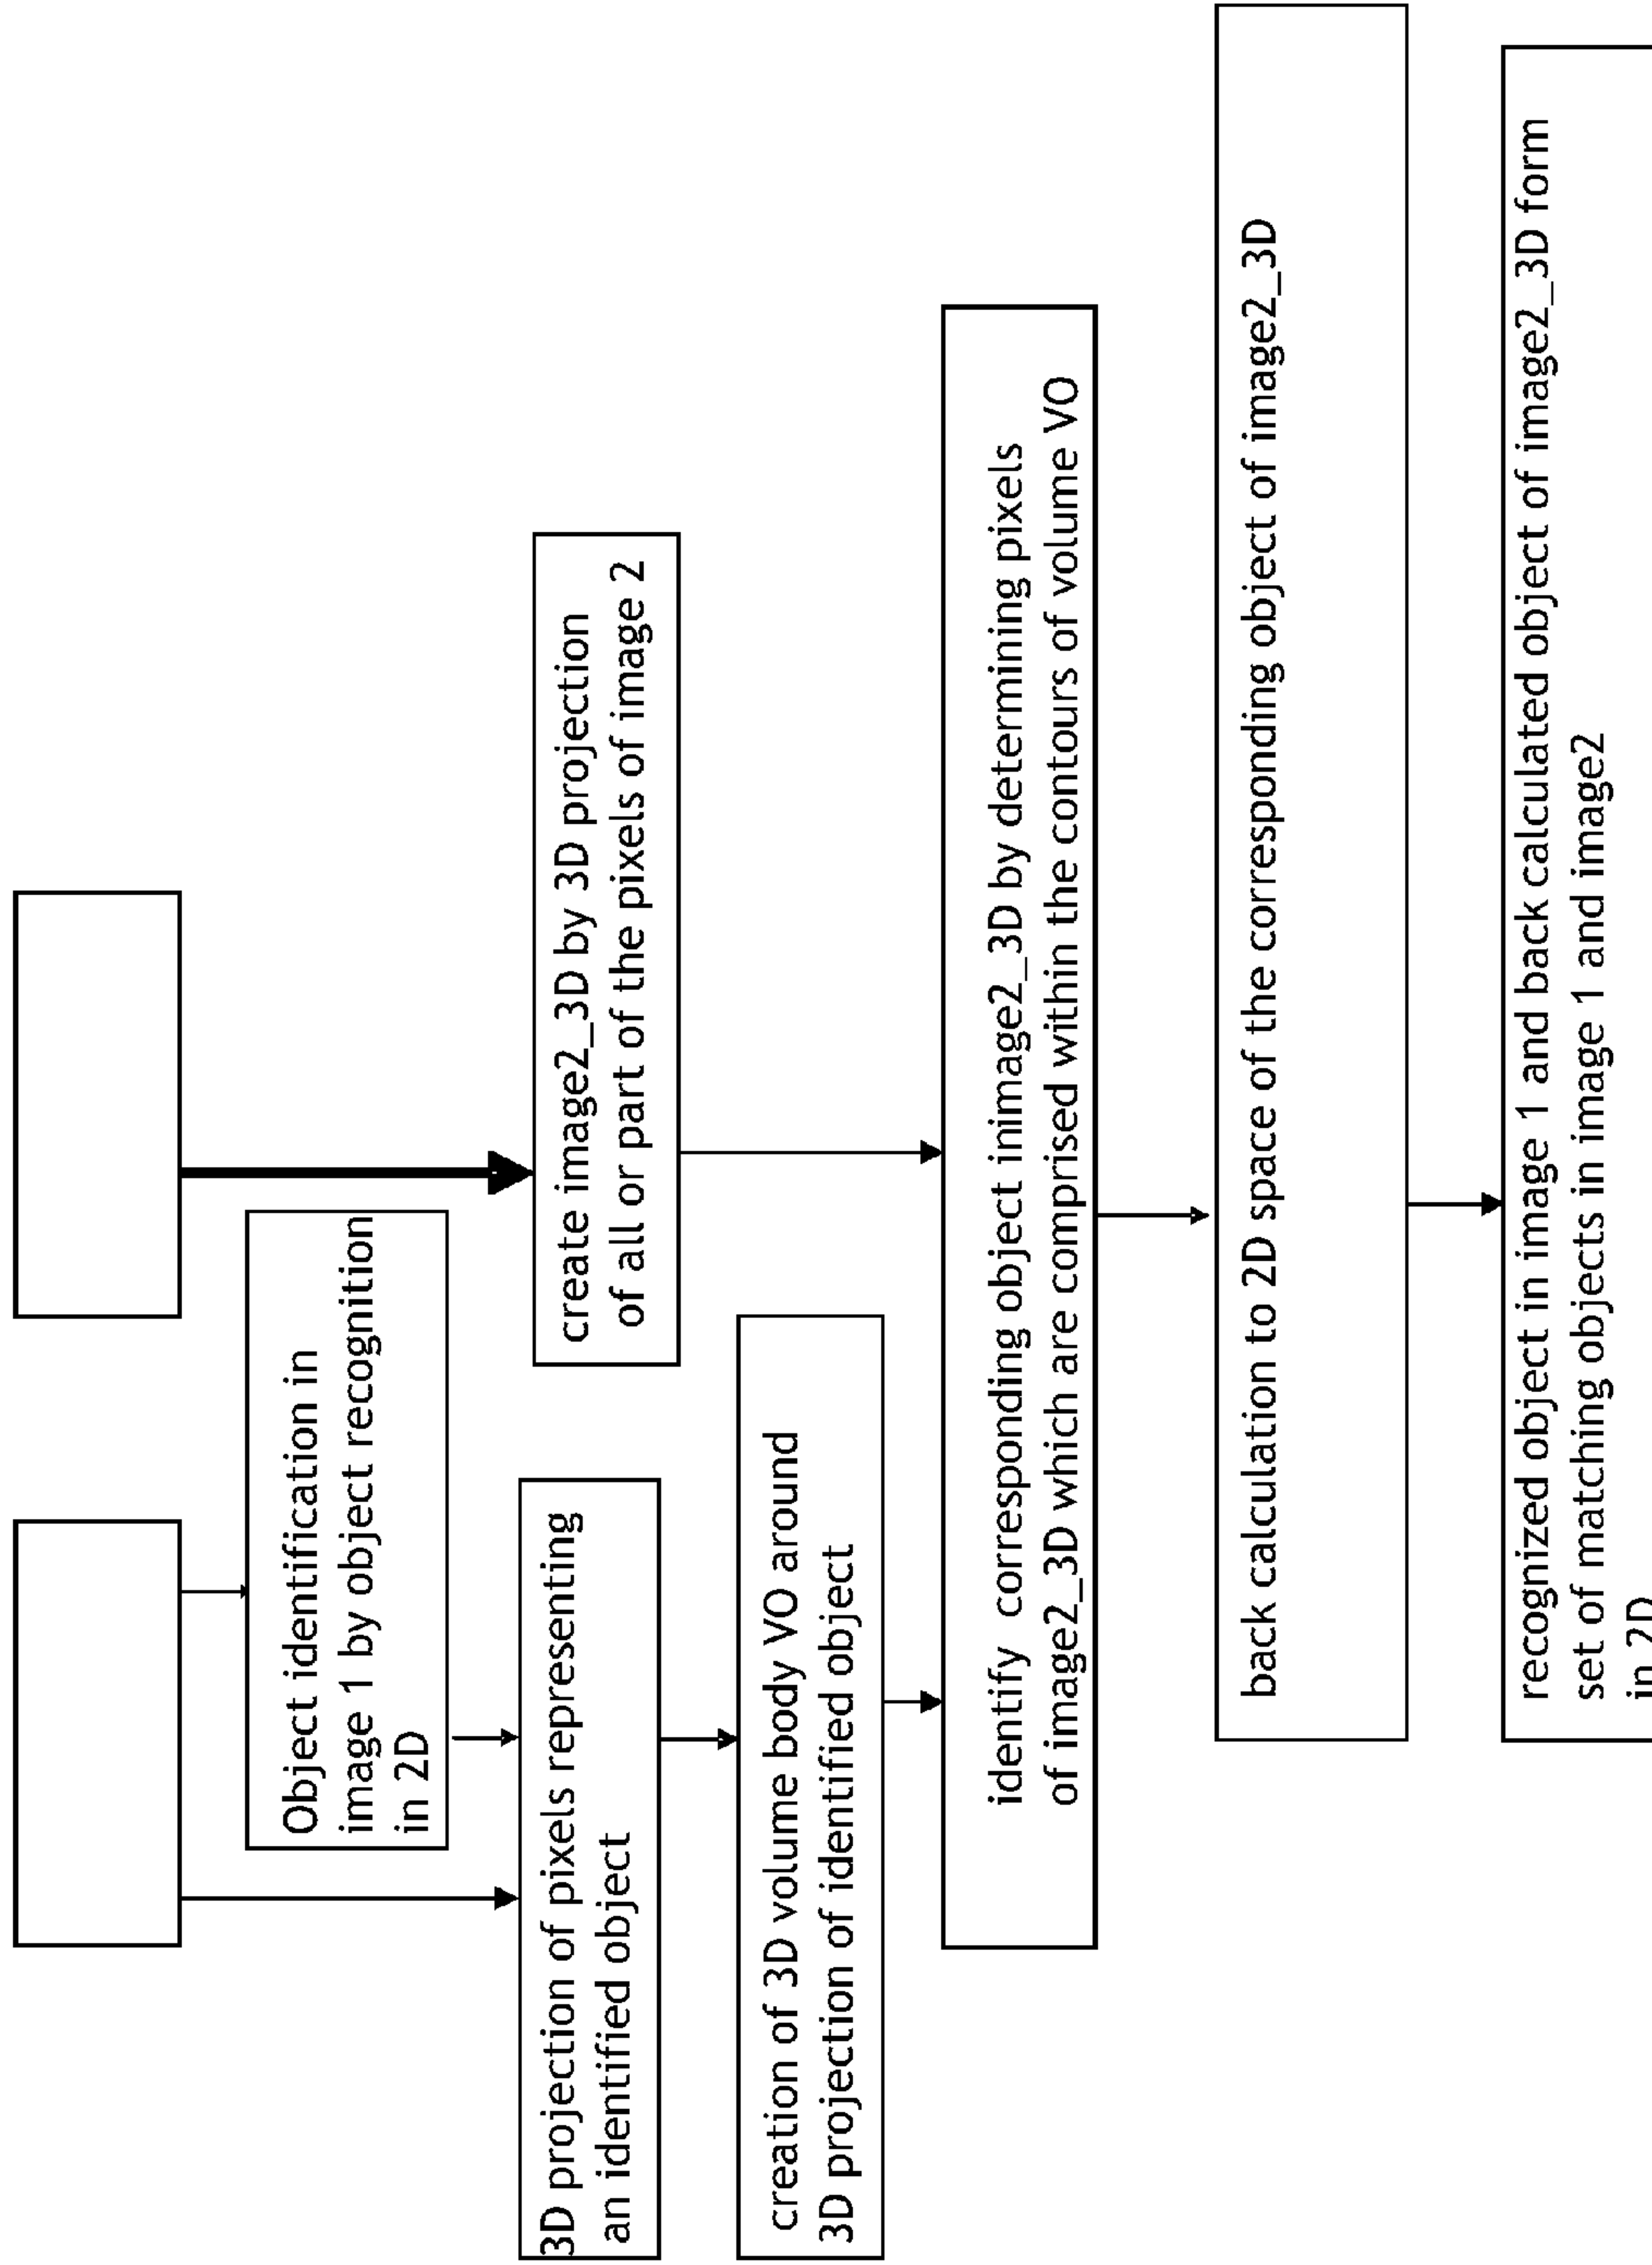 Object identification in
image 1 by object recognition
in 2D
3D projection of pixels representing
an identified object
create image2_3D by 3D projection
of all or part of the pixels of image 2
creation of 3D volume body VO around
3D projection of identified object
identify corresponding object inimage2_3D by determining pixels
of image2_3D which are comprised within the contours of volume VO
back calculation to 2D space of the corresponding object of image2_3D
recognized object in image 1 and back calculated object of image2_3D form
set of matching objects in image 1 and image2
in 2D